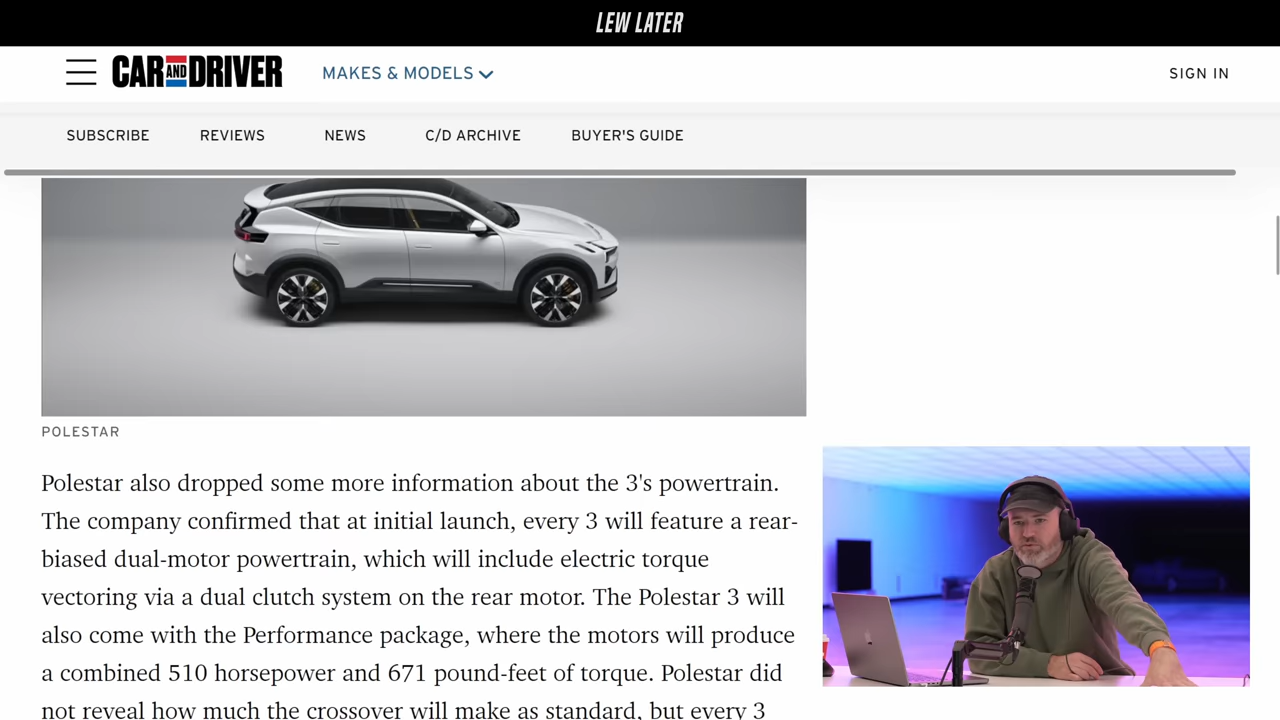 LEW LATER
CAR AND DRIVER
MAKES & MODELS
SIGN IN
SUBSCRIBE
REVIEWS
NEWS
C/D ARCHIVE
BUYER'S GUIDE
POLESTAR
Polestar also dropped some more information about the 3's powertrain.
The company confirmed that at initial launch, every 3 will feature a rear-
biased dual-motor powertrain, which will include electric torque
vectoring via a dual clutch system on the rear motor. The Polestar 3 will
also come with the Performance package, where the motors will produce
a combined 510 horsepower and 671 pound-feet of torque. Polestar did
not reveal how much the crossover will make as standard, but every 3